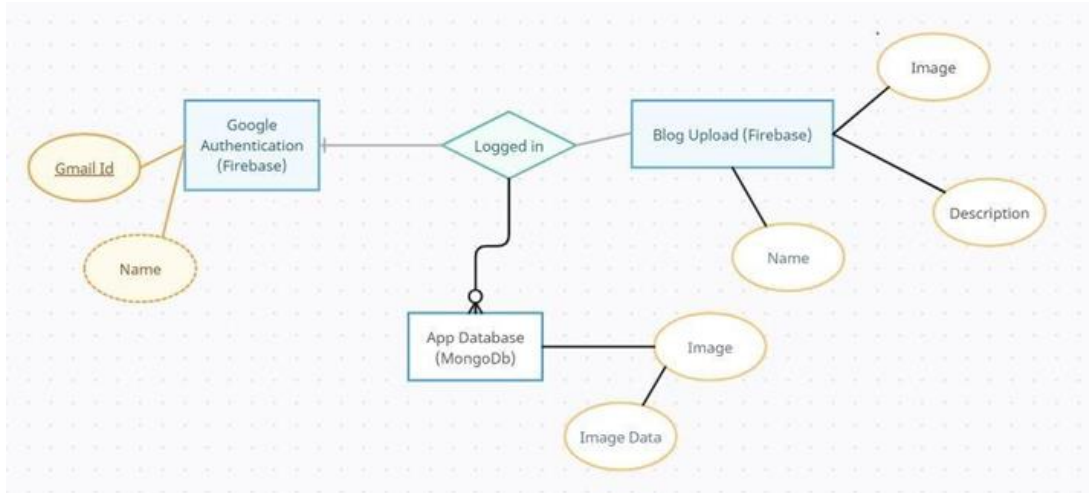 Image
Google
Authentication
(Firebase)
Logged in
Blog Upload (Firebase)
Gmail Id
Description
Name
Name
App Database
(MongoDb)
Image
Image Data